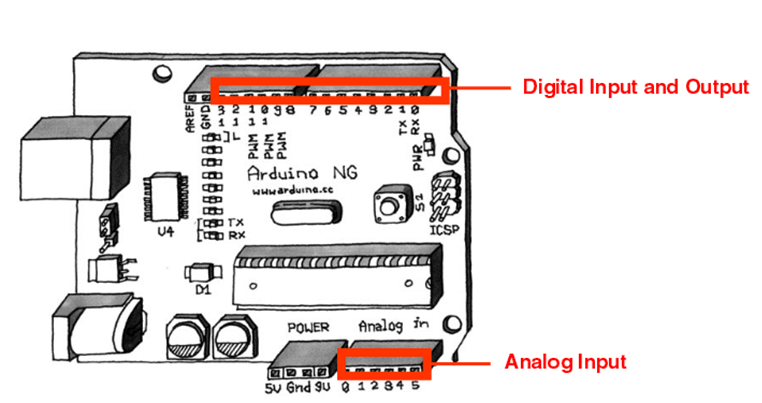 Digital Input and Output
AREF
GND
13
12
11
10
9
8
7
6
5
4
3
2
1
0
TX
RX
L
PWM
PWM
PWM
PWR
Arduino NG
www.arduino.cc
S2
ICSP
TX
RX
U4
D1
POWER
Analog in
Analog Input
5V Gnd 9V
0 1 2 3 4 5